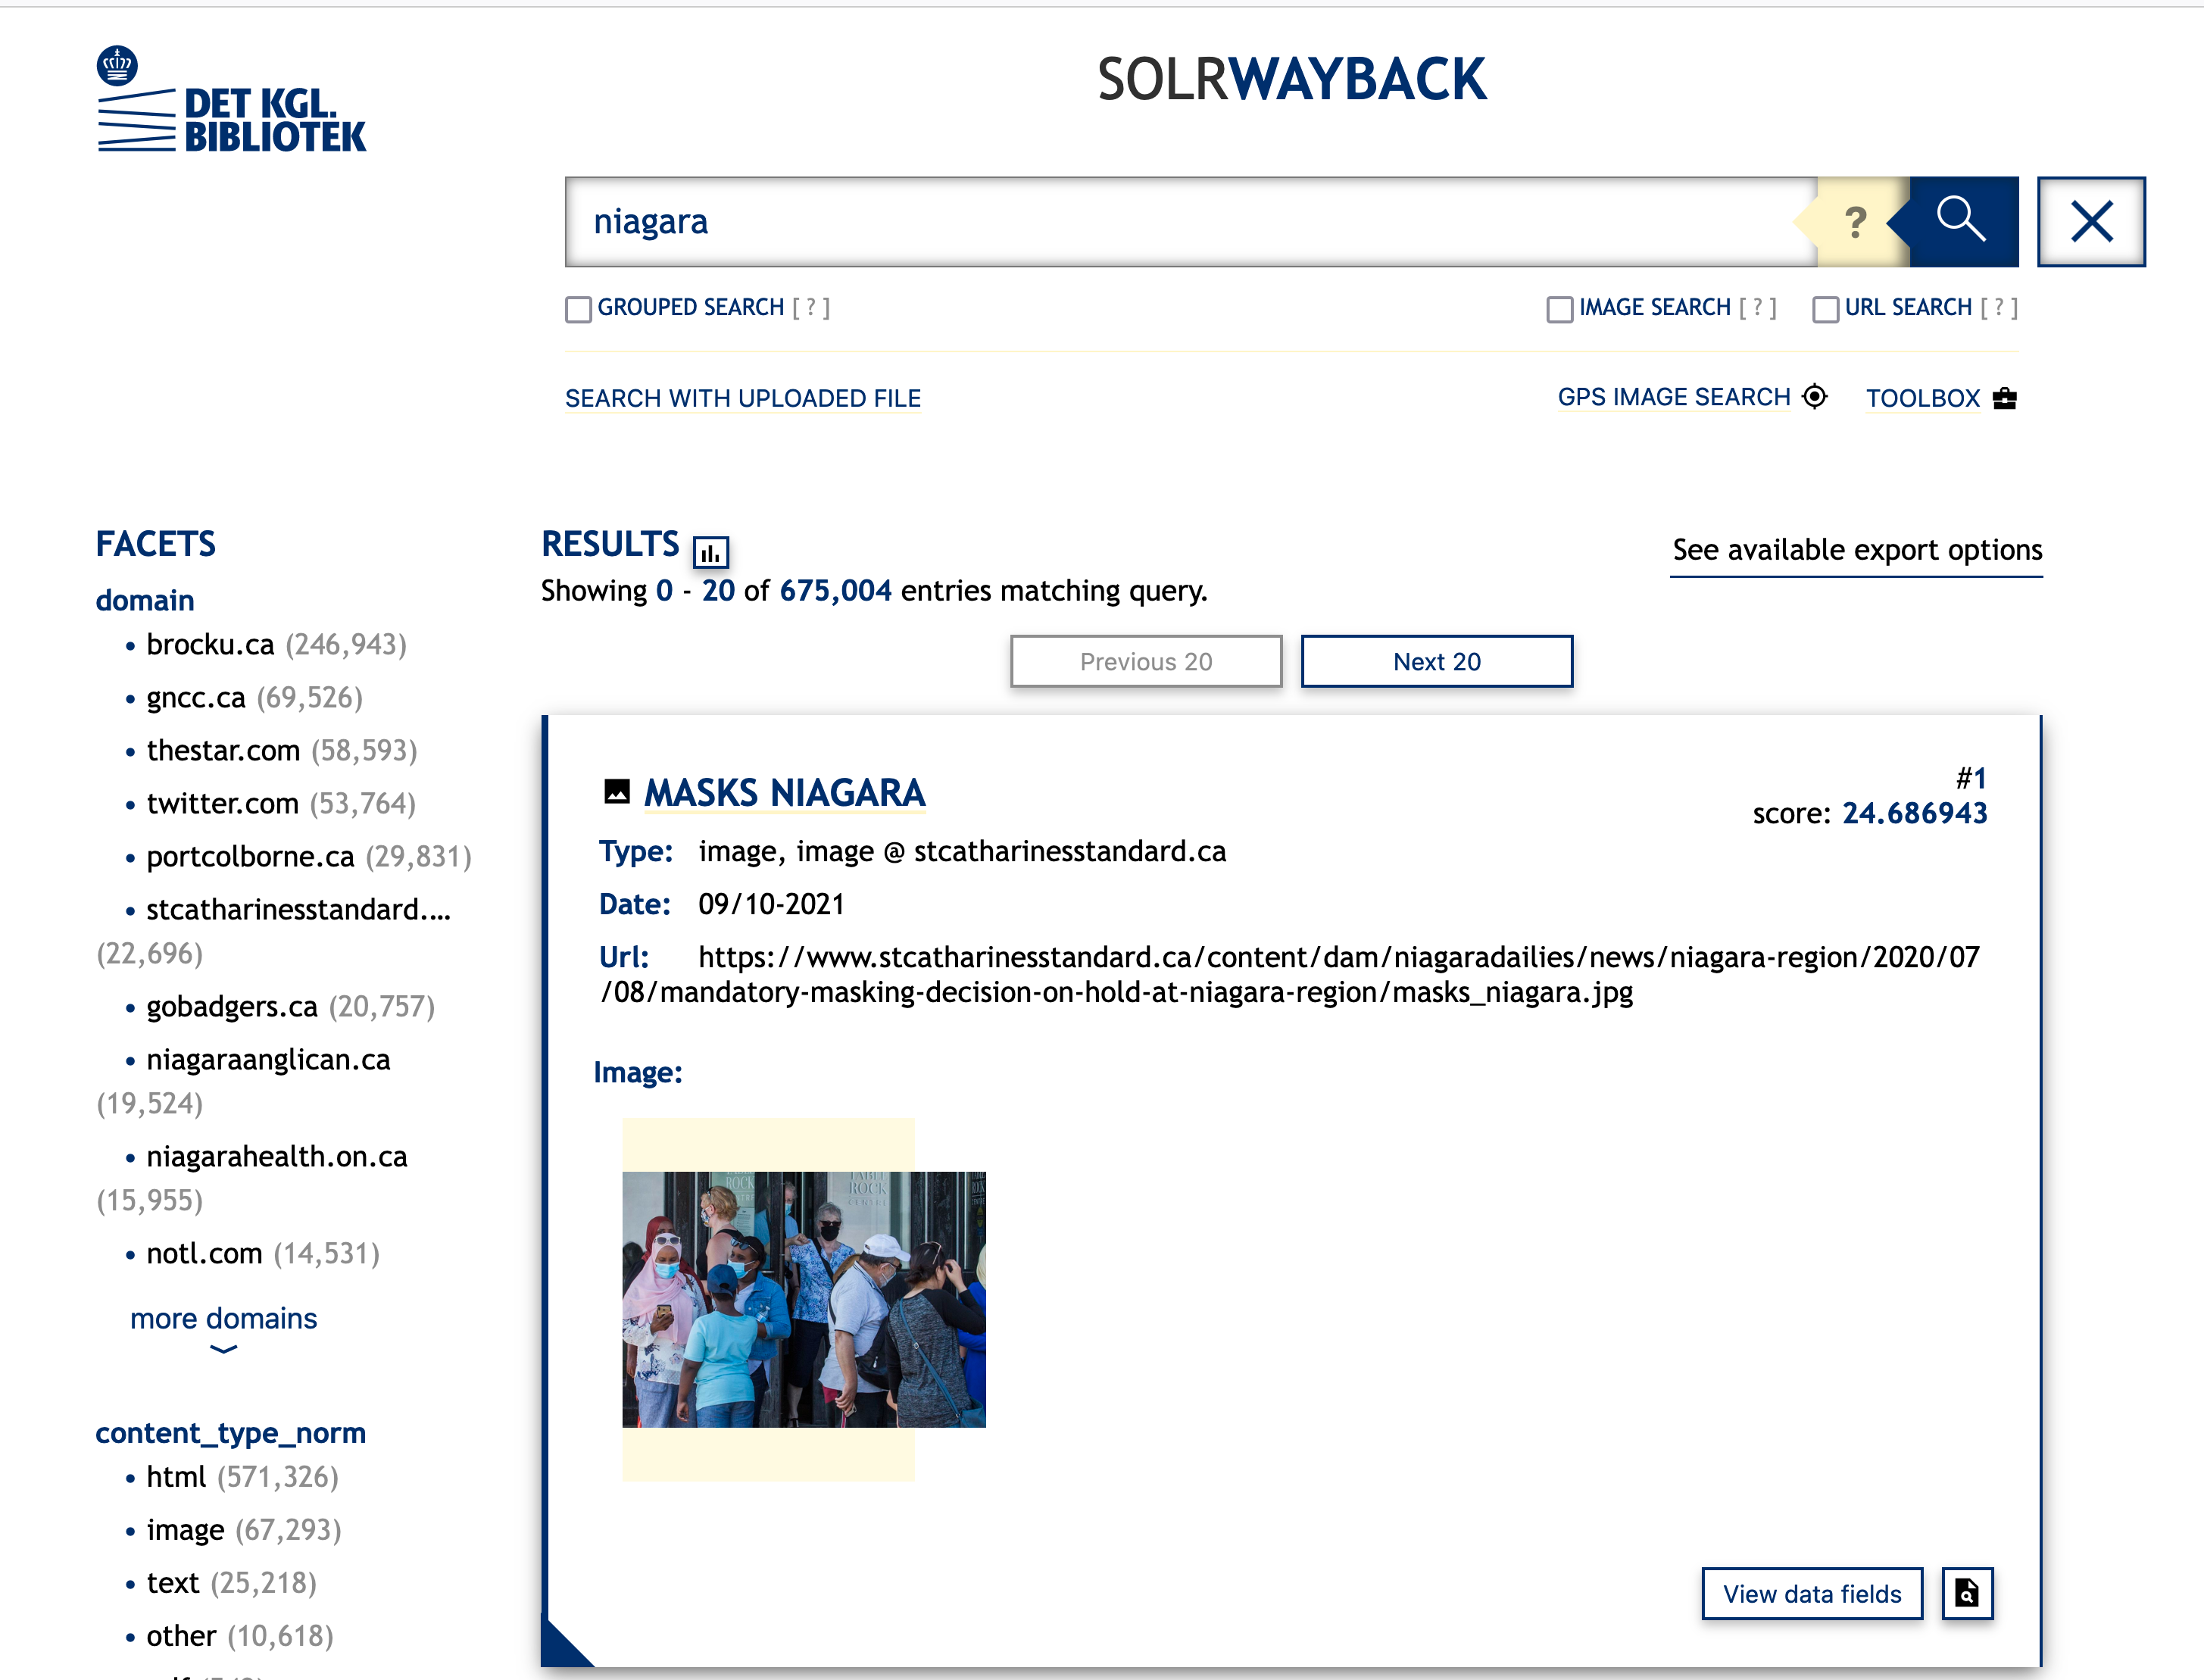 DET KGL.
BIBLIOTEK
SOLRWAYBACK
niagara
?
GROUPED SEARCH [ ? ]
IMAGE SEARCH [ ? ]
URL SEARCH [ ? ]
SEARCH WITH UPLOADED FILE
GPS IMAGE SEARCH
TOOLBOX
FACETS
domain
• brocku.ca (246,943)
• gncc.ca (69,526)
• thestar.com (58,593)
• twitter.com (53,764)
• portcolborne.ca (29,831)
• stcatharinesstandard.…
(22,696)
• gobadgers.ca (20,757)
• niagaraanglican.ca
(19,524)
• niagarahealth.on.ca
(15,955)
• notl.com (14,531)
more domains
content_type_norm
• html (571,326)
• image (67,293)
• text (25,218)
• other (10,618)
RESULTS
Showing 0 - 20 of 675,004 entries matching query.
See available export options
Previous 20
Next 20
MASKS NIAGARA
#1
score: 24.686943
Type: image, image @ stcatharinesstandard.ca
Date: 09/10-2021
Url: https://www.stcatharinesstandard.ca/content/dam/niagaradailies/news/niagara-region/2020/07
/08/mandatory-masking-decision-on-hold-at-niagara-region/masks_niagara.jpg
Image:
ROCK
ROCK
View data fields